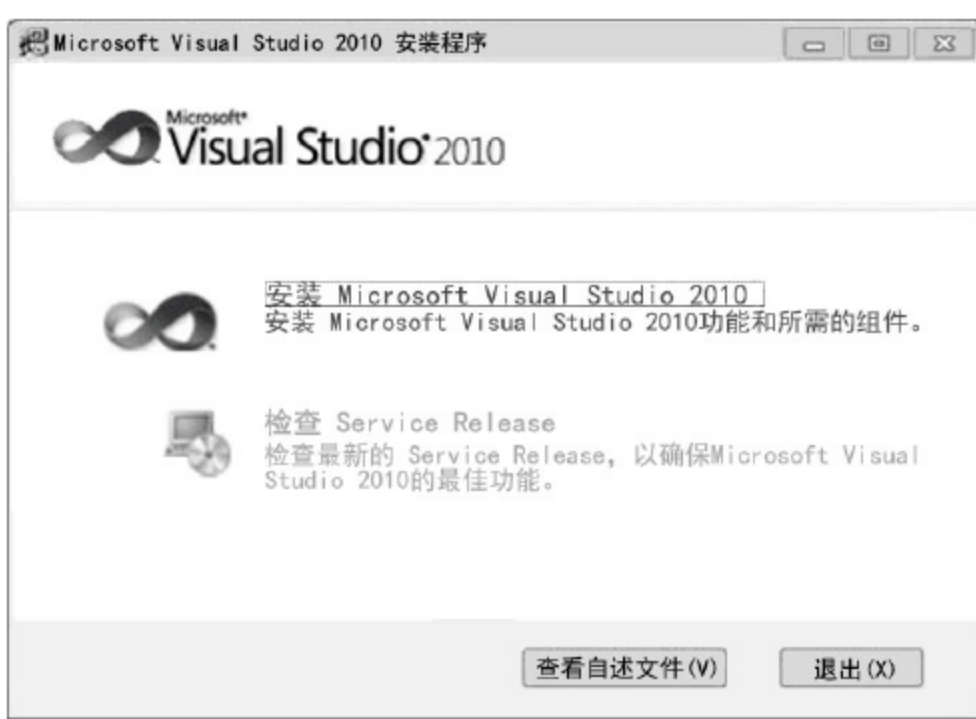 Microsoft Visual Studio 2010 安装程序
Microsoft
Visual Studio 2010
安装 Microsoft Visual Studio 2010
安装 Microsoft Visual Studio 2010功能和所需的组件。
检查 Service Release
检查最新的 Service Release, 以确保Microsoft Visual
Studio 2010的最佳功能。
查看自述文件(V)
退出(X)